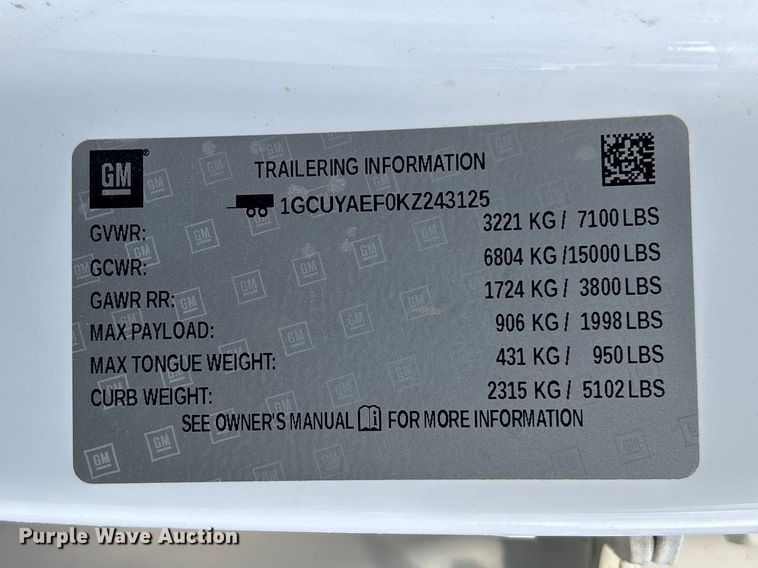 GM
TRAILERING INFORMATION
1GCUYAEF0KZ243125
GVWR: 3221 KG / 7100 LBS
GCWR: 6804 KG /15000 LBS
GAWR RR: 1724 KG / 3800 LBS
MAX PAYLOAD: 906 KG / 1998 LBS
MAX TONGUE WEIGHT: 431 KG / 950 LBS
CURB WEIGHT: 2315 KG / 5102 LBS
SEE OWNER'S MANUAL FOR MORE INFORMATION
Purple Wave Auction